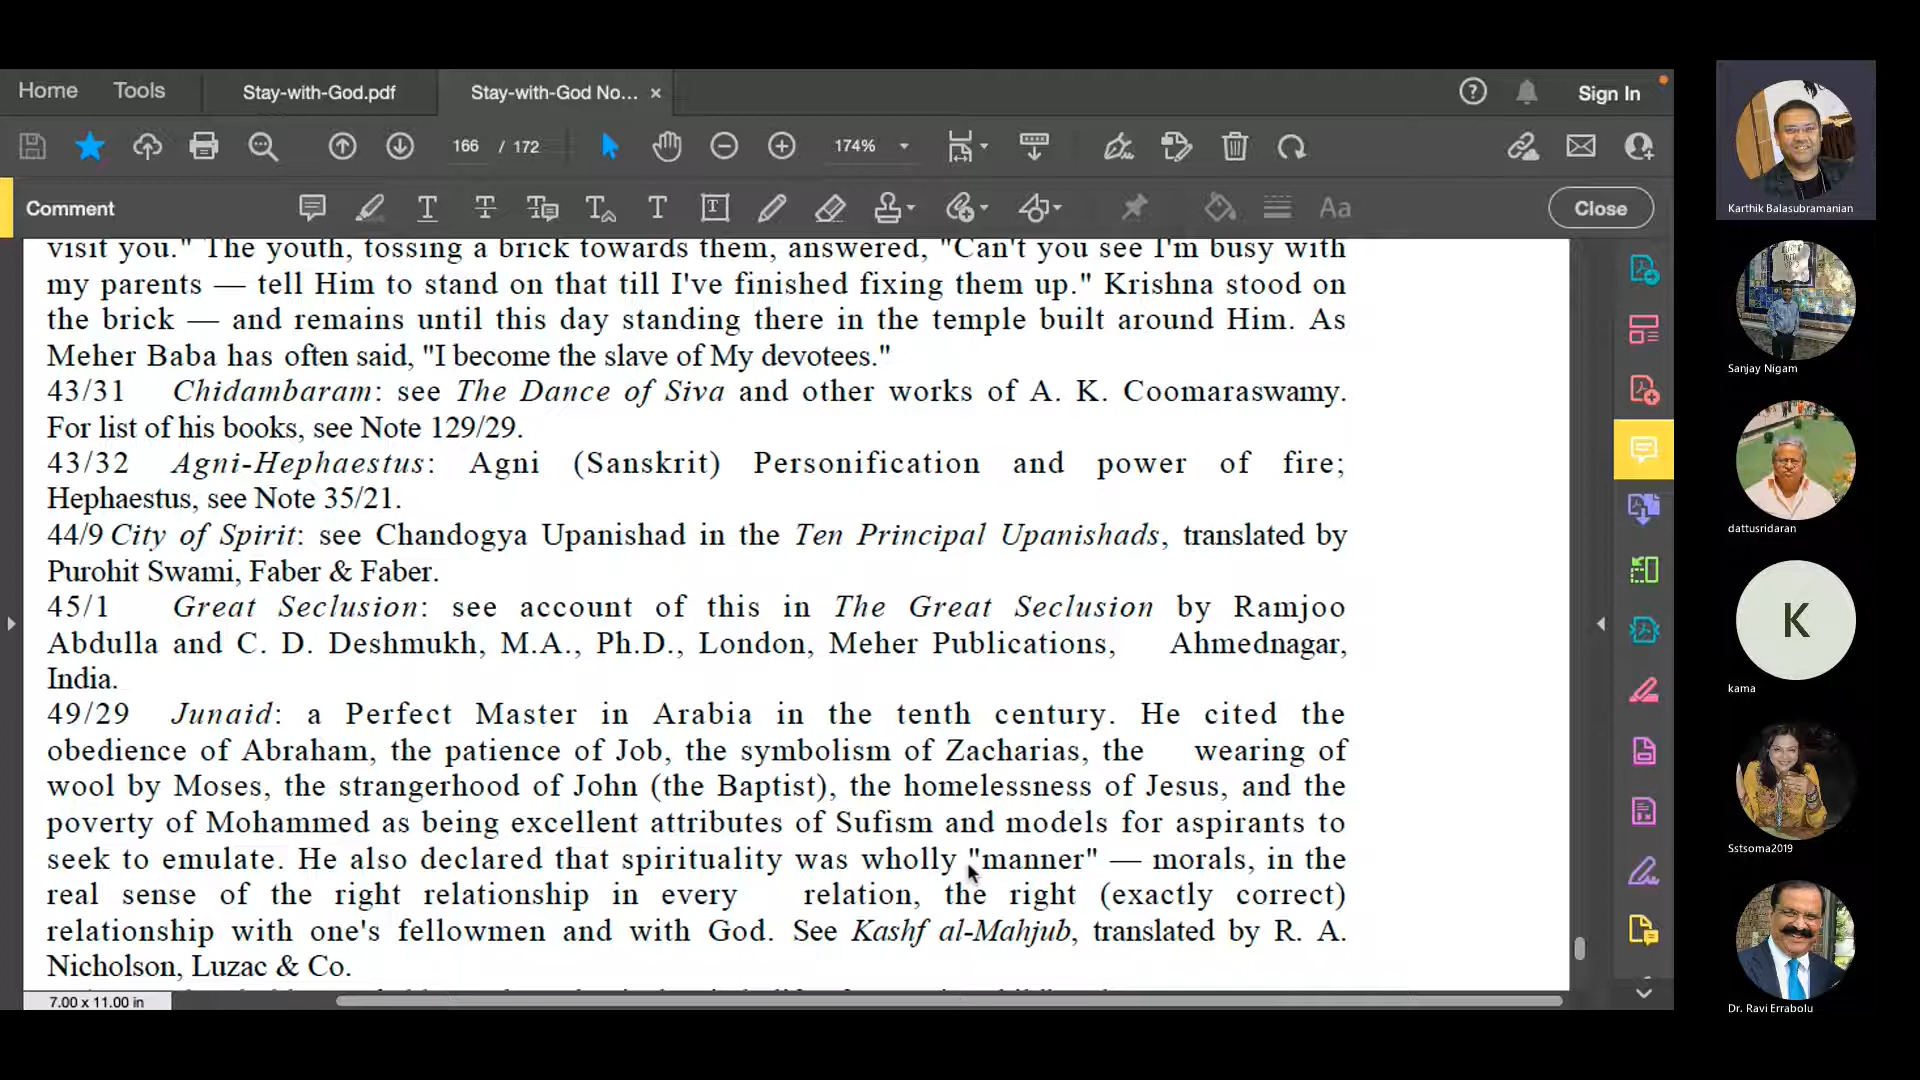 Home Tools Stay-with-God.pdf Stay-with-God No... × Sign In
166 / 172 174%
Comment Close
visit you." The youth, tossing a brick towards them, answered, "Can't you see I'm busy with
my parents — tell Him to stand on that till I've finished fixing them up." Krishna stood on
the brick — and remains until this day standing there in the temple built around Him. As
Meher Baba has often said, "I become the slave of My devotees."
43/31 Chidambaram: see The Dance of Siva and other works of A. K. Coomaraswamy.
For list of his books, see Note 129/29.
43/32 Agni-Hephaestus: Agni (Sanskrit) Personification and power of fire;
Hephaestus, see Note 35/21.
44/9 City of Spirit: see Chandogya Upanishad in the Ten Principal Upanishads, translated by
Purohit Swami, Faber & Faber.
45/1 Great Seclusion: see account of this in The Great Seclusion by Ramjoo
Abdulla and C. D. Deshmukh, M.A., Ph.D., London, Meher Publications, Ahmednagar,
India.
49/29 Junaid: a Perfect Master in Arabia in the tenth century. He cited the
obedience of Abraham, the patience of Job, the symbolism of Zacharias, the wearing of
wool by Moses, the strangerhood of John (the Baptist), the homelessness of Jesus, and the
poverty of Mohammed as being excellent attributes of Sufism and models for aspirants to
seek to emulate. He also declared that spirituality was wholly "manner" — morals, in the
real sense of the right relationship in every relation, the right (exactly correct)
relationship with one's fellowmen and with God. See Kashf al-Mahjub, translated by R. A.
Nicholson, Luzac & Co.
7.00 x 11.00 in
Karthik Balasubramanian
Sanjay Nigam
dattusridaran
K
kama
Sstsoma2019
Dr. Ravi Errabolu